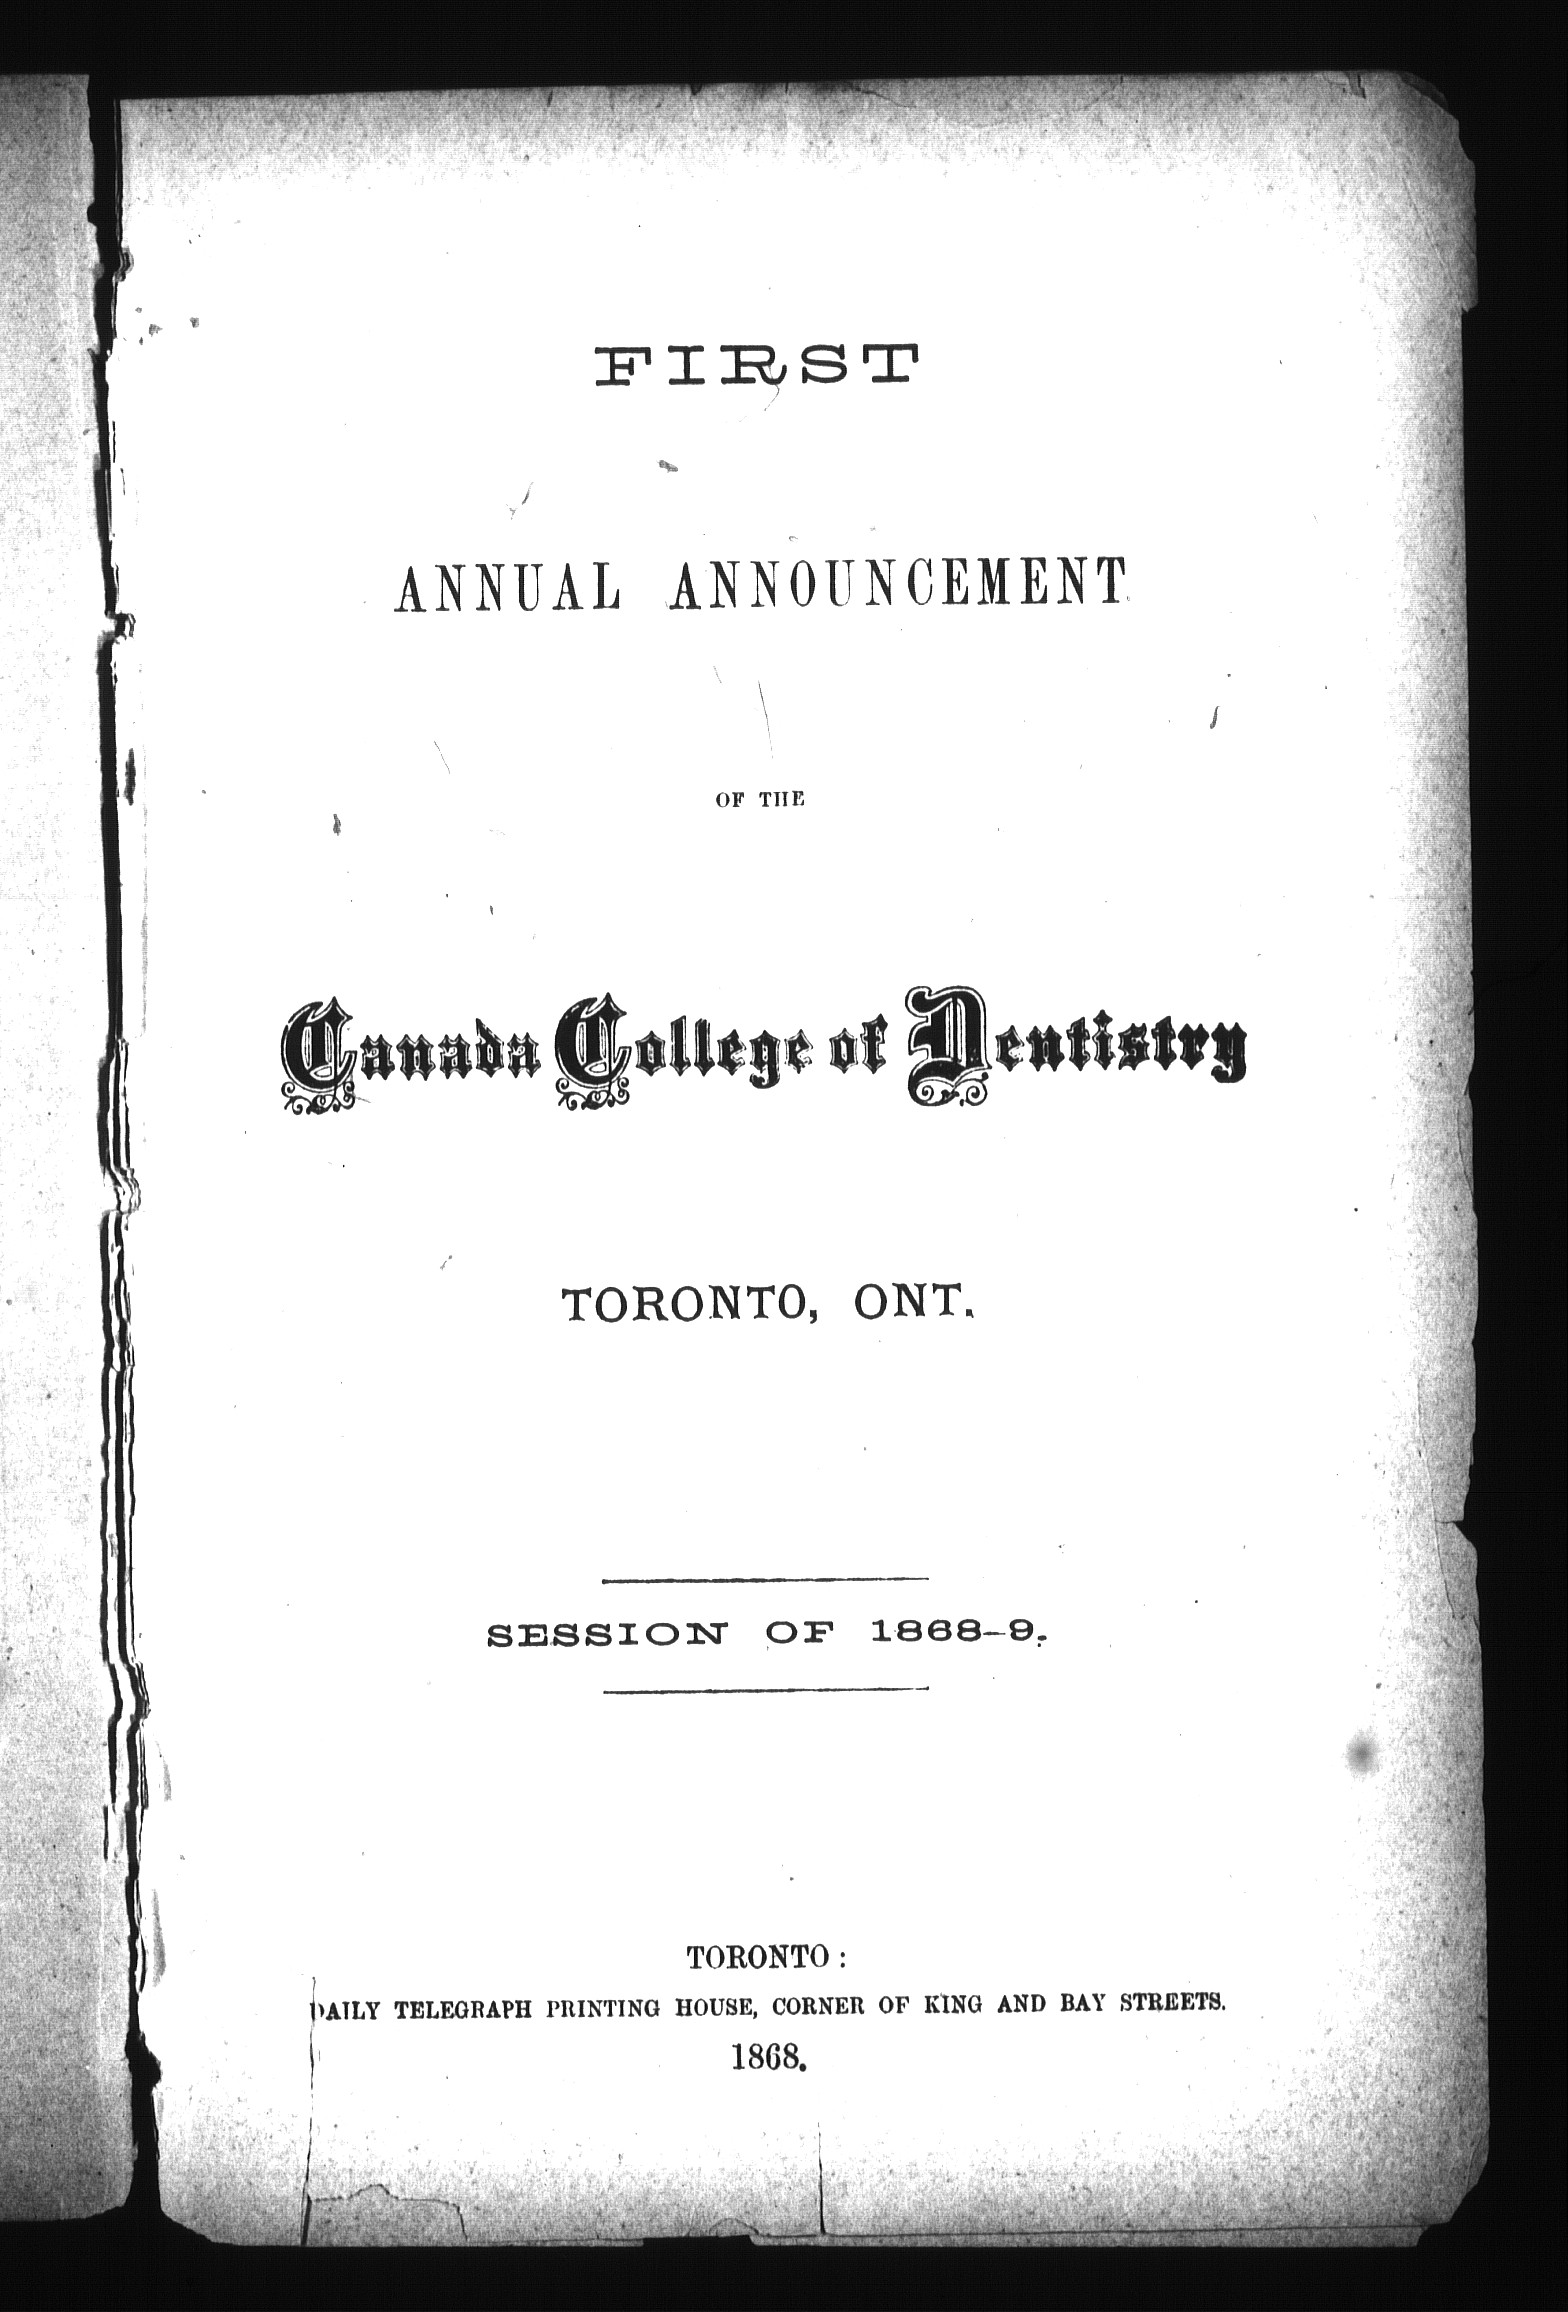 FIRST
ANNUAL ANNOUNCEMENT
OF THE
Canada College of Dentistry
TORONTO, ONT.
SESSION OF 1868-9.
TORONTO:
DAILY TELEGRAPH PRINTING HOUSE, CORNER OF KING AND BAY STREETS.
1868.